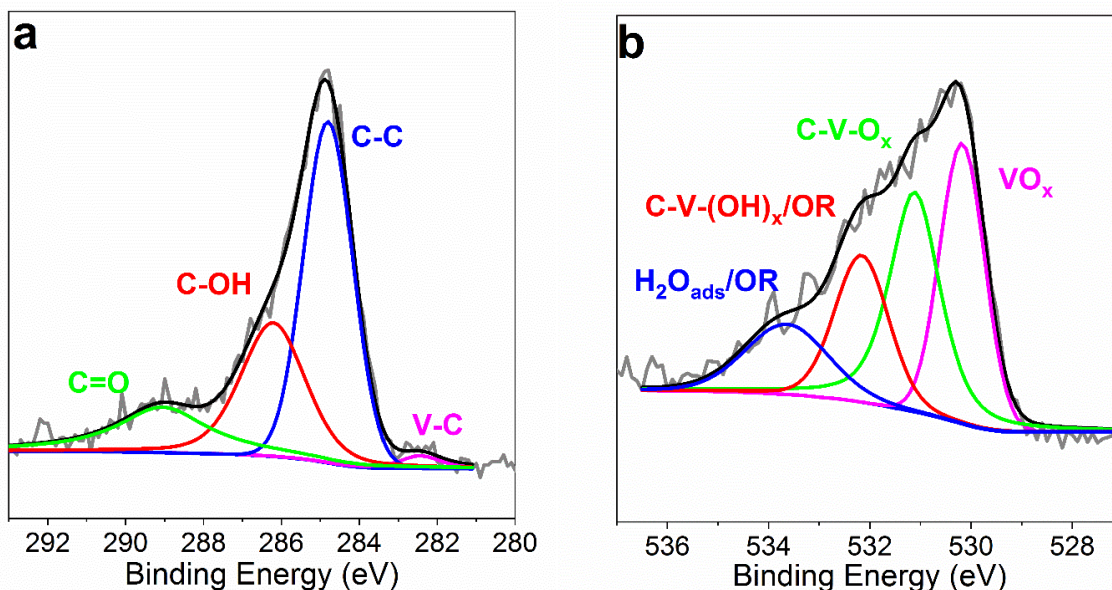 a
C-C
C-OH
C=O
V-C
292 290 288 286 284 282 280
Binding Energy (eV)
b
C-V-Oₓ
VOₓ
C-V-(OH)ₓ/OR
H₂Oads/OR
536 534 532 530 528
Binding Energy (eV)